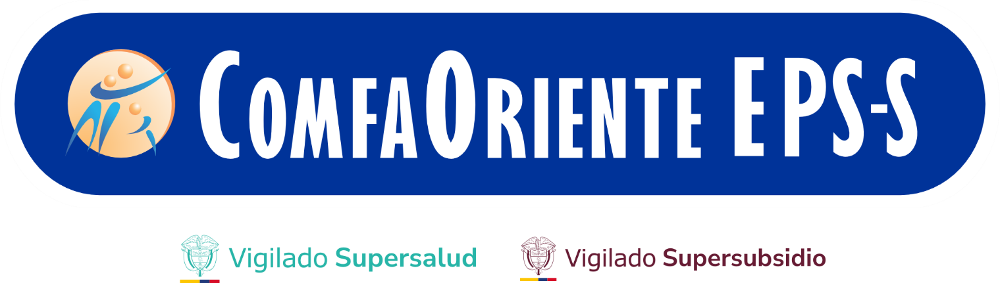 COMFAORIENTE EPS-S
Vigilado Supersalud Vigilado Supersubsidio